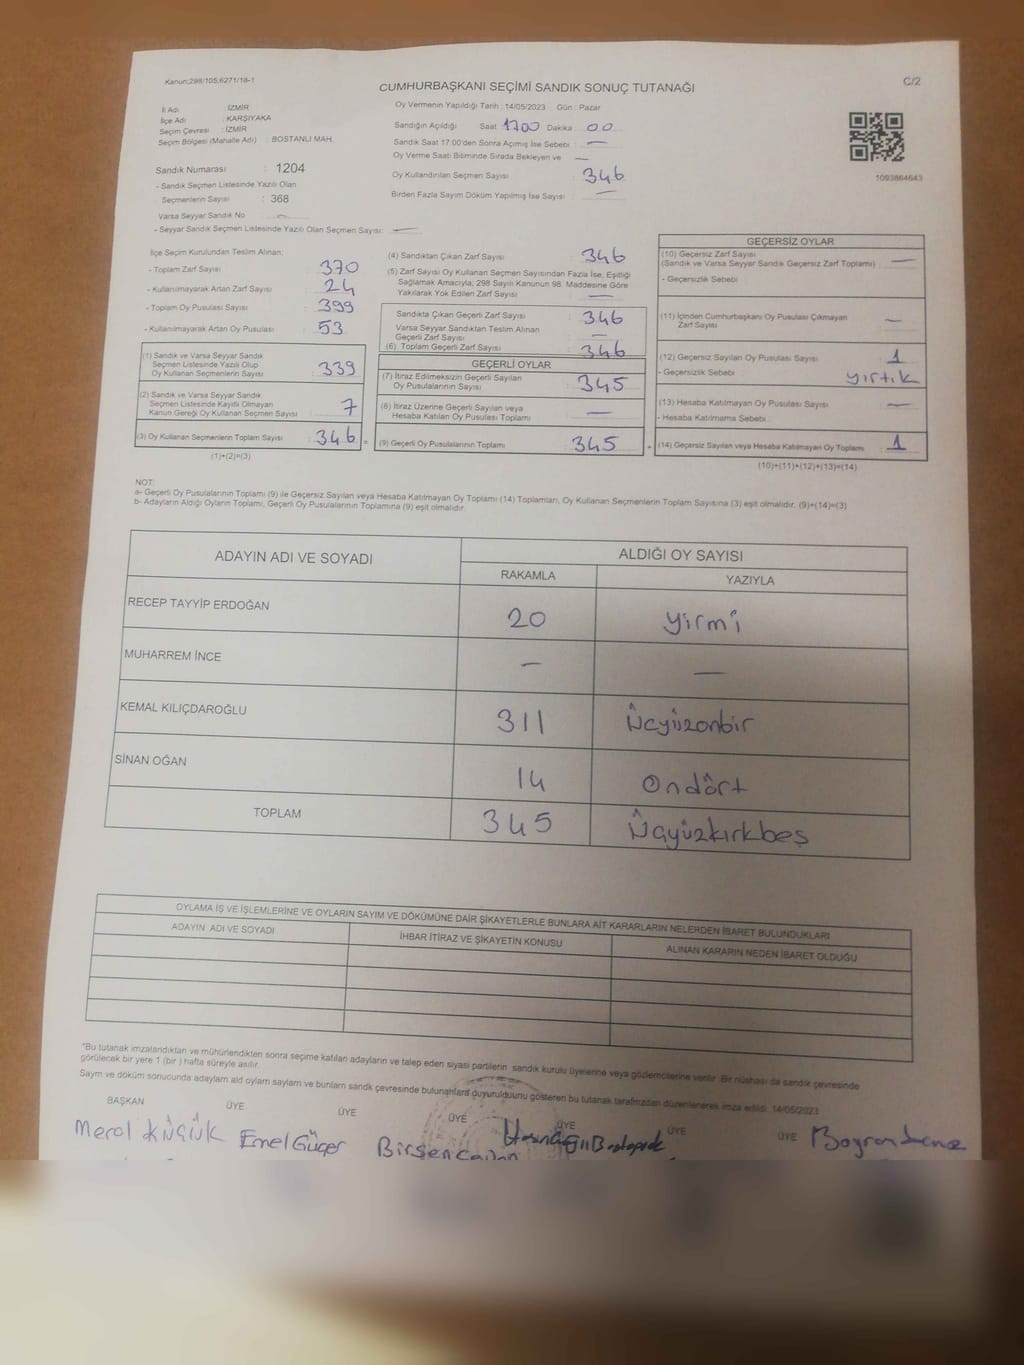 Kanun;298/105,6271/18-1
C/2
CUMHURBAŞKANI SEÇİMİ SANDIK SONUÇ TUTANAĞI
İl Adı : İZMİR
İlçe Adı : KARŞIYAKA
Seçim Çevresi : İZMİR
Seçim Bölgesi (Mahalle Adı) : BOSTANLI MAH.
Sandık Numarası : 1204
- Sandık Seçmen Listesinde Yazılı Olan
Seçmenlerin Sayısı : 368
Varsa Seyyar Sandık No —
- Seyyar Sandık Seçmen Listesinde Yazılı Olan Seçmen Sayısı: —
Oy Vermenin Yapıldığı Tarih : 14/05/2023 Gün : Pazar
Sandığın Açıldığı Saat 1700 Dakika : 00
Sandık Saat 17:00'den Sonra Açımış İse Sebebi : —
Oy Verme Saati Bitiminde Sırada Bekleyen ve —
Oy Kullandırılan Seçmen Sayısı : 346
Birden Fazla Sayım Döküm Yapılmış İse Sayısı : —
1093864643
İlçe Seçim Kurulundan Teslim Alınan;
- Toplam Zarf Sayısı : 370
- Kullanılmayarak Artan Zarf Sayısı : 24
- Toplam Oy Pusulası Sayısı : 399
- Kullanılmayarak Artan Oy Pusulası : 53
(1) Sandık ve Varsa Seyyar Sandık
Seçmen Listesinde Yazılı Olup
Oy Kullanan Seçmenlerin Sayısı : 339
(2) Sandık ve Varsa Seyyar Sandık
Seçmen Listesinde Kayıtlı Olmayan
Kanun Gereği Oy Kullanan Seçmen Sayısı : 7
(3) Oy Kullanan Seçmenlerin Toplam Sayısı : 346 =
(1)+(2)=(3)
(4) Sandıktan Çıkan Zarf Sayısı : 346
(5) Zarf Sayısı Oy Kullanan Seçmen Sayısından Fazla İse, Eşitliği
Sağlamak Amacıyla; 298 Sayılı Kanunun 98. Maddesine Göre
Yakılarak Yok Edilen Zarf Sayısı : —
Sandıkta Çıkan Geçerli Zarf Sayısı : 346
Varsa Seyyar Sandıktan Teslim Alınan
Geçerli Zarf Sayısı : —
(6) Toplam Geçerli Zarf Sayısı : 346
GEÇERLİ OYLAR
(7) İtiraz Edilmeksizin Geçerli Sayılan
Oy Pusulalarının Sayısı : 345
(8) İtiraz Üzerine Geçerli Sayılan veya
Hesaba Katılan Oy Pusulası Toplamı : —
(9) Geçerli Oy Pusulalarının Toplamı : 345 +
GEÇERSİZ OYLAR
(10) Geçersiz Zarf Sayısı
(Sandık ve Varsa Seyyar Sandık Geçersiz Zarf Toplamı) : —
- Geçersizlik Sebebi
(11) İçinden Cumhurbaşkanı Oy Pusulası Çıkmayan
Zarf Sayısı : —
(12) Geçersiz Sayılan Oy Pusulası Sayısı : 1
- Geçersizlik Sebebi : yırtık
(13) Hesaba Katılmayan Oy Pusulası Sayısı : —
- Hesaba Katılmama Sebebi :
(14) Geçersiz Sayılan veya Hesaba Katılmayan Oy Toplamı : 1
(10)+(11)+(12)+(13)=(14)
NOT:
a- Geçerli Oy Pusulalarının Toplamı (9) ile Geçersiz Sayılan veya Hesaba Katılmayan Oy Toplamı (14) Toplamları, Oy Kullanan Seçmenlerin Toplam Sayısına (3) eşit olmalıdır. (9)+(14)=(3)
b- Adayların Aldığı Oyların Toplamı, Geçerli Oy Pusulalarının Toplamına (9) eşit olmalıdır.
ADAYIN ADI VE SOYADI ALDIĞI OY SAYISI
RAKAMLA YAZIYLA
RECEP TAYYİP ERDOĞAN 20 yirmi
MUHARREM İNCE — —
KEMAL KILIÇDAROĞLU 311 Üçyüzonbir
SİNAN OĞAN 14 Ondört
TOPLAM 345 Üçyüzkırkbeş
OYLAMA İŞ VE İŞLEMLERİNE VE OYLARIN SAYIM VE DÖKÜMÜNE DAİR ŞİKAYETLERLE BUNLARA AİT KARARLARIN NELERDEN İBARET BULUNDUKLARI
ADAYIN ADI VE SOYADI İHBAR İTİRAZ VE ŞİKAYETİN KONUSU ALINAN KARARIN NEDEN İBARET OLDUĞU
*Bu tutanak imzalandıktan ve mühürlendikten sonra seçime katılan adayların ve talep eden siyasi partilerin sandık kurulu üyelerine veya gözlemcilerine verilir. Bir nüshası da sandık çevresinde
görülecek bir yere 1 (bir ) hafta süreyle asılır.
Sayım ve döküm sonucunda adayların ald oyların sayların ve bunların sandık çevresinde bulunanlara duyurulduunu gösteren bu tutanak tarafmzdan düzenlenerek imza edildi. 14/05/2023
BAŞKAN ÜYE ÜYE ÜYE ÜYE ÜYE ÜYE
Meral Küçük Emel Güçer Birsen